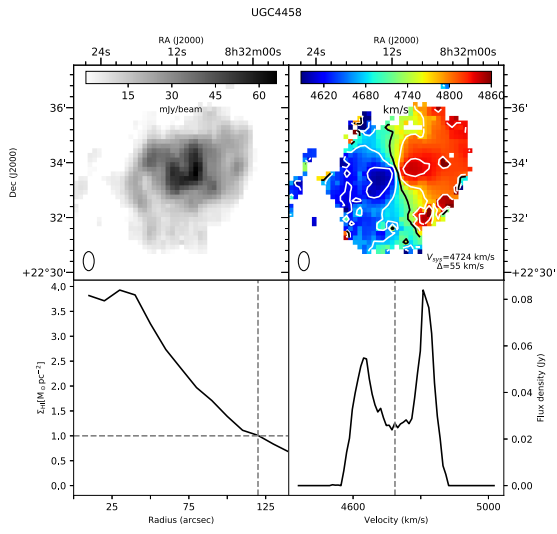 UGC4458
RA (J2000)
RA (J2000)
24s 12s 8h32m00s
24s 12s 8h32m00s
15 30 45 60
mJy/beam
4620 4680 4740 4800 4860
km/s
Dec (J2000)
36'
34'
32'
+22°30'
36'
34'
32'
+22°30'
V_sys=4724 km/s
Δ=55 km/s
Σ_HI[M_⊙pc⁻²]
4.0
3.5
3.0
2.5
2.0
1.5
1.0
0.5
0.0
25 75 125
Radius (arcsec)
4600 5000
Velocity (km/s)
0.08
0.06
0.04
0.02
0.00
Flux density (Jy)